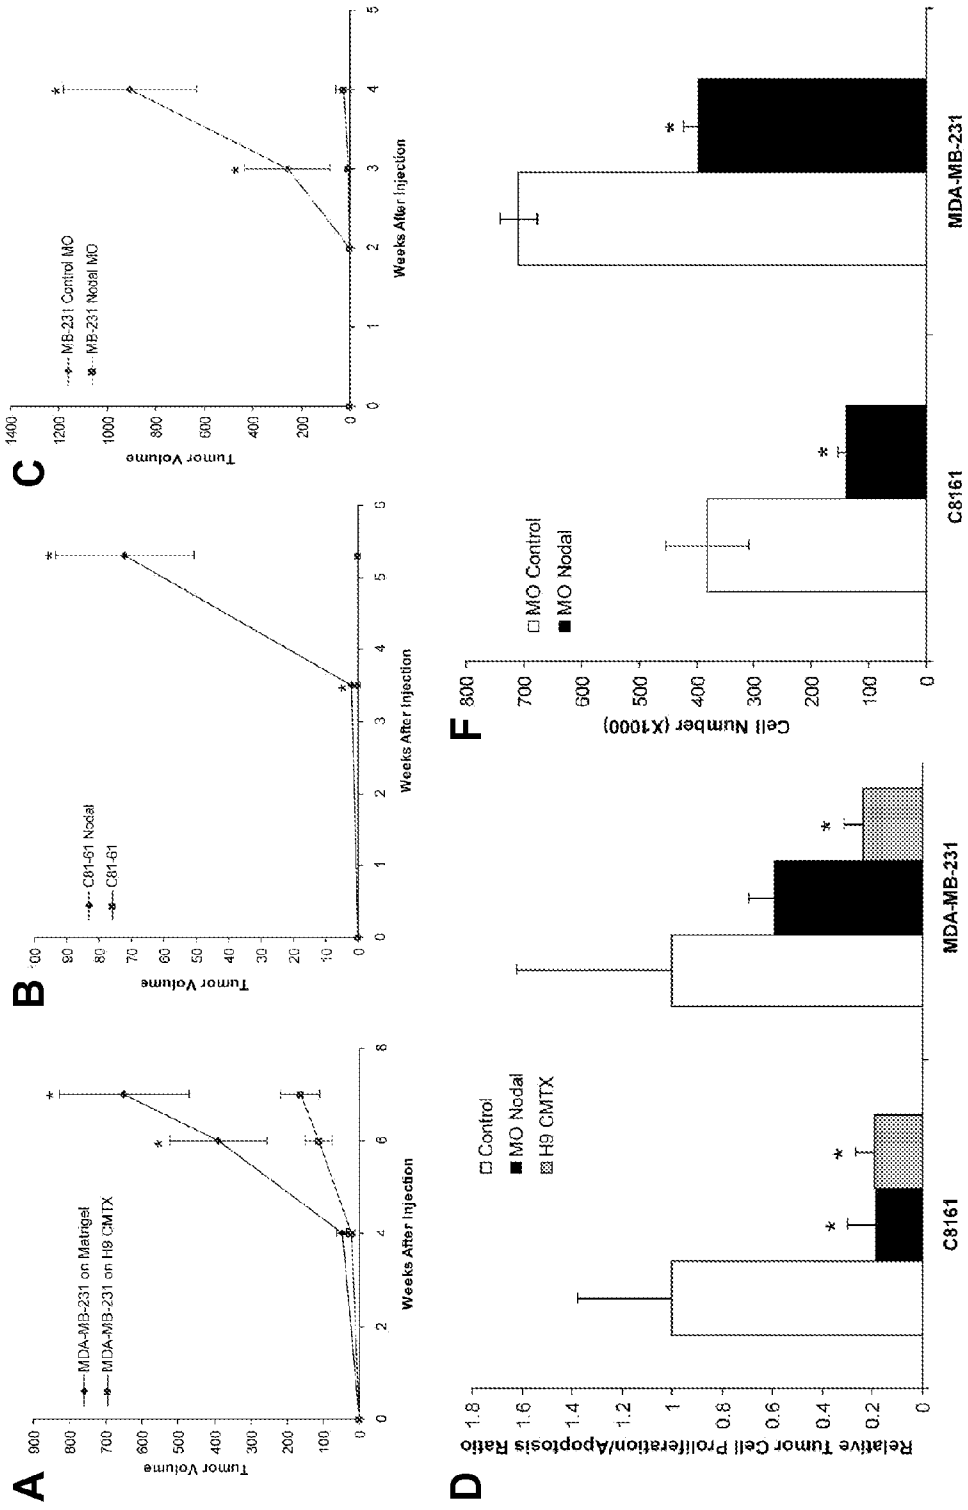 A
900
800
700
600
500
400
300
200
100
0
Tumor Volume
MDA-MB-231 on Matrigel
MDA-MB-231 on H9 CMTX
*
*
0
2
4
6
8
Weeks After Injection
B
100
90
80
70
60
50
40
30
20
10
0
Tumor Volume
C81-61 Nodal
C81-61
*
*
0
1
2
3
4
5
6
Weeks After Injection
C
1400
1200
1000
800
600
400
200
0
Tumor Volume
MB-231 Control MO
MB-231 Nodal MO
*
*
0
1
2
3
4
5
Weeks After Injection
D
1.8
1.6
1.4
1.2
1
0.8
0.6
0.4
0.2
0
Relative Tumor Cell Proliferation/Apoptosis Ratio
Control
MO Nodal
H9 CMTX
*
*
*
C8161
MDA-MB-231
F
800
700
600
500
400
300
200
100
0
Cell Number (X1000)
MO Control
MO Nodal
*
*
C8161
MDA-MB-231